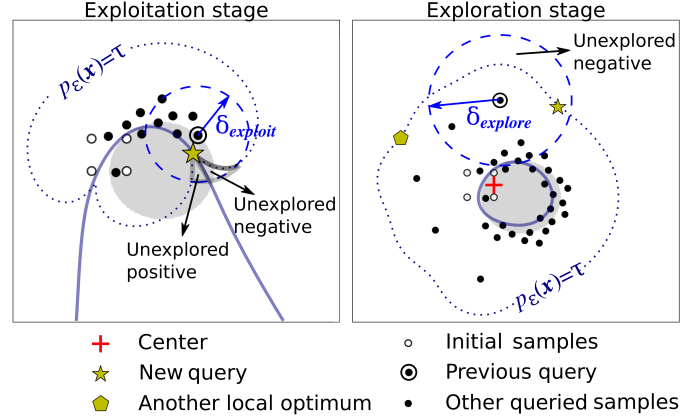 Exploitation stage
pε(x)=τ
δexploit
Unexplored
negative
Unexplored
positive
Exploration stage
Unexplored
negative
δexplore
pε(x)=τ
Center
New query
Another local optimum
Initial samples
Previous query
Other queried samples